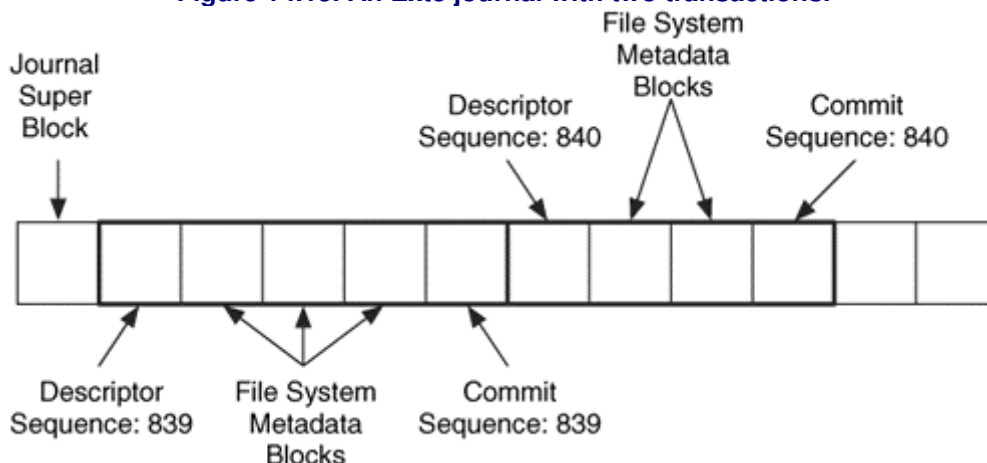 Journal
Super
Block
Descriptor
Sequence: 840
File System
Metadata
Blocks
Commit
Sequence: 840
Descriptor
Sequence: 839
File System
Metadata
Blocks
Commit
Sequence: 839